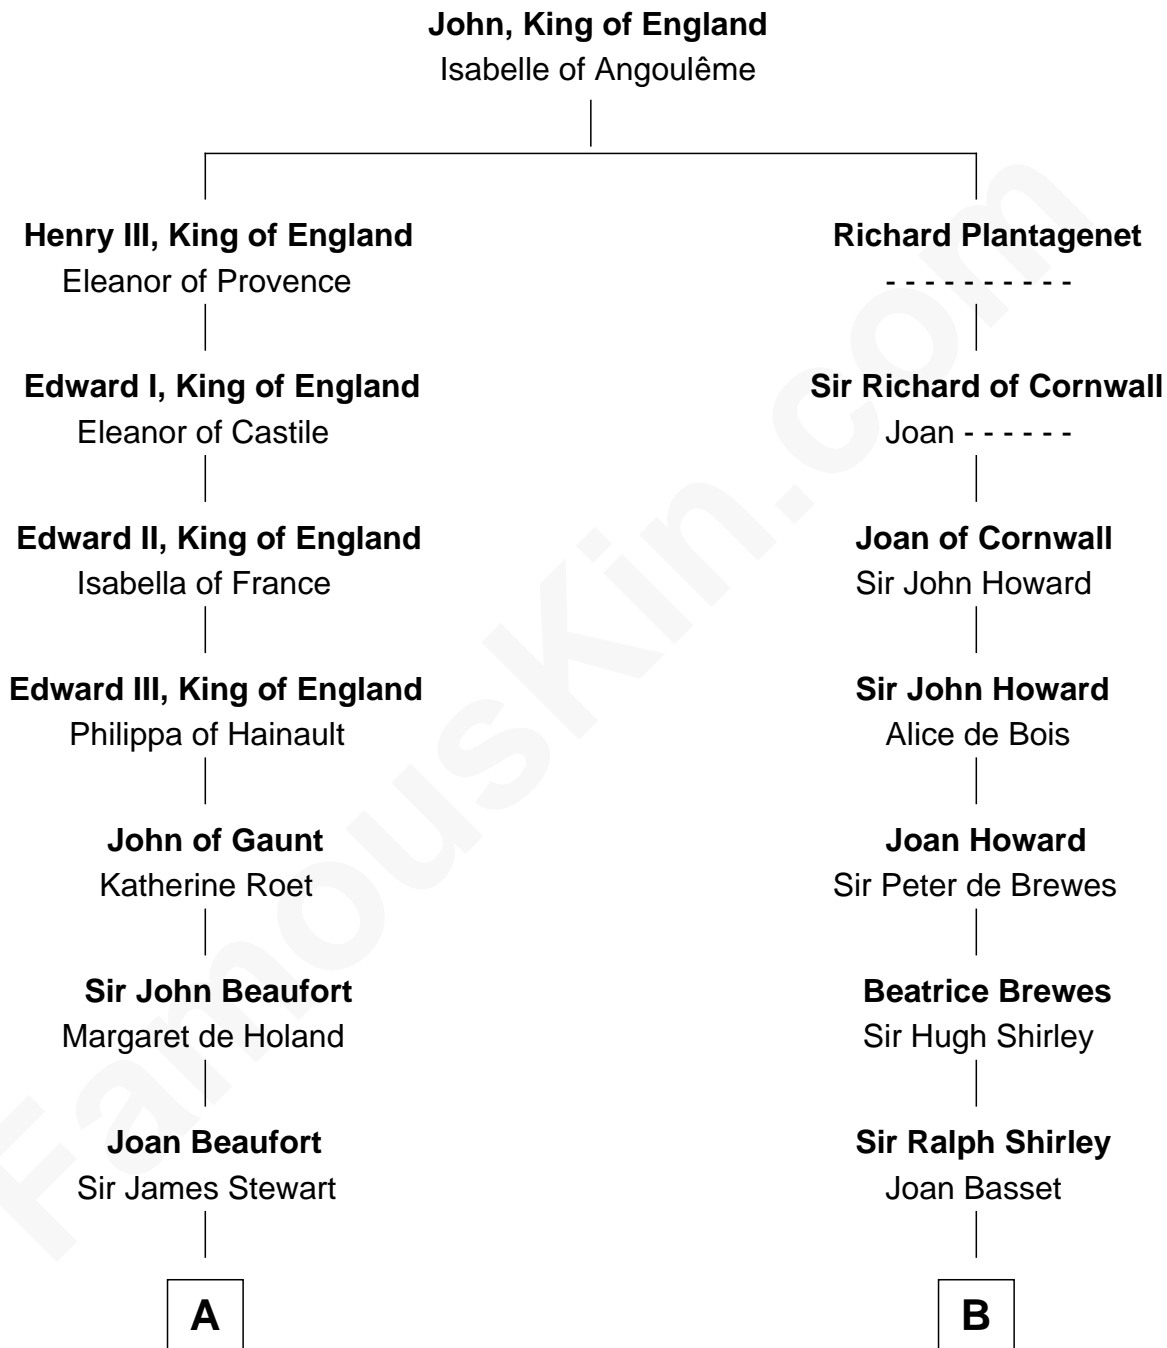 John, King of England
Isabelle of Angoulême
Henry III, King of England
Eleanor of Provence
Richard Plantagenet
- - - - - - - - - -
Edward I, King of England
Eleanor of Castile
Sir Richard of Cornwall
Joan - - - - - -
Edward II, King of England
Isabella of France
Joan of Cornwall
Sir John Howard
Edward III, King of England
Philippa of Hainault
Sir John Howard
Alice de Bois
John of Gaunt
Katherine Roet
Joan Howard
Sir Peter de Brewes
Sir John Beaufort
Margaret de Holand
Beatrice Brewes
Sir Hugh Shirley
Joan Beaufort
Sir James Stewart
Sir Ralph Shirley
Joan Basset
A
B
FamousKin.com